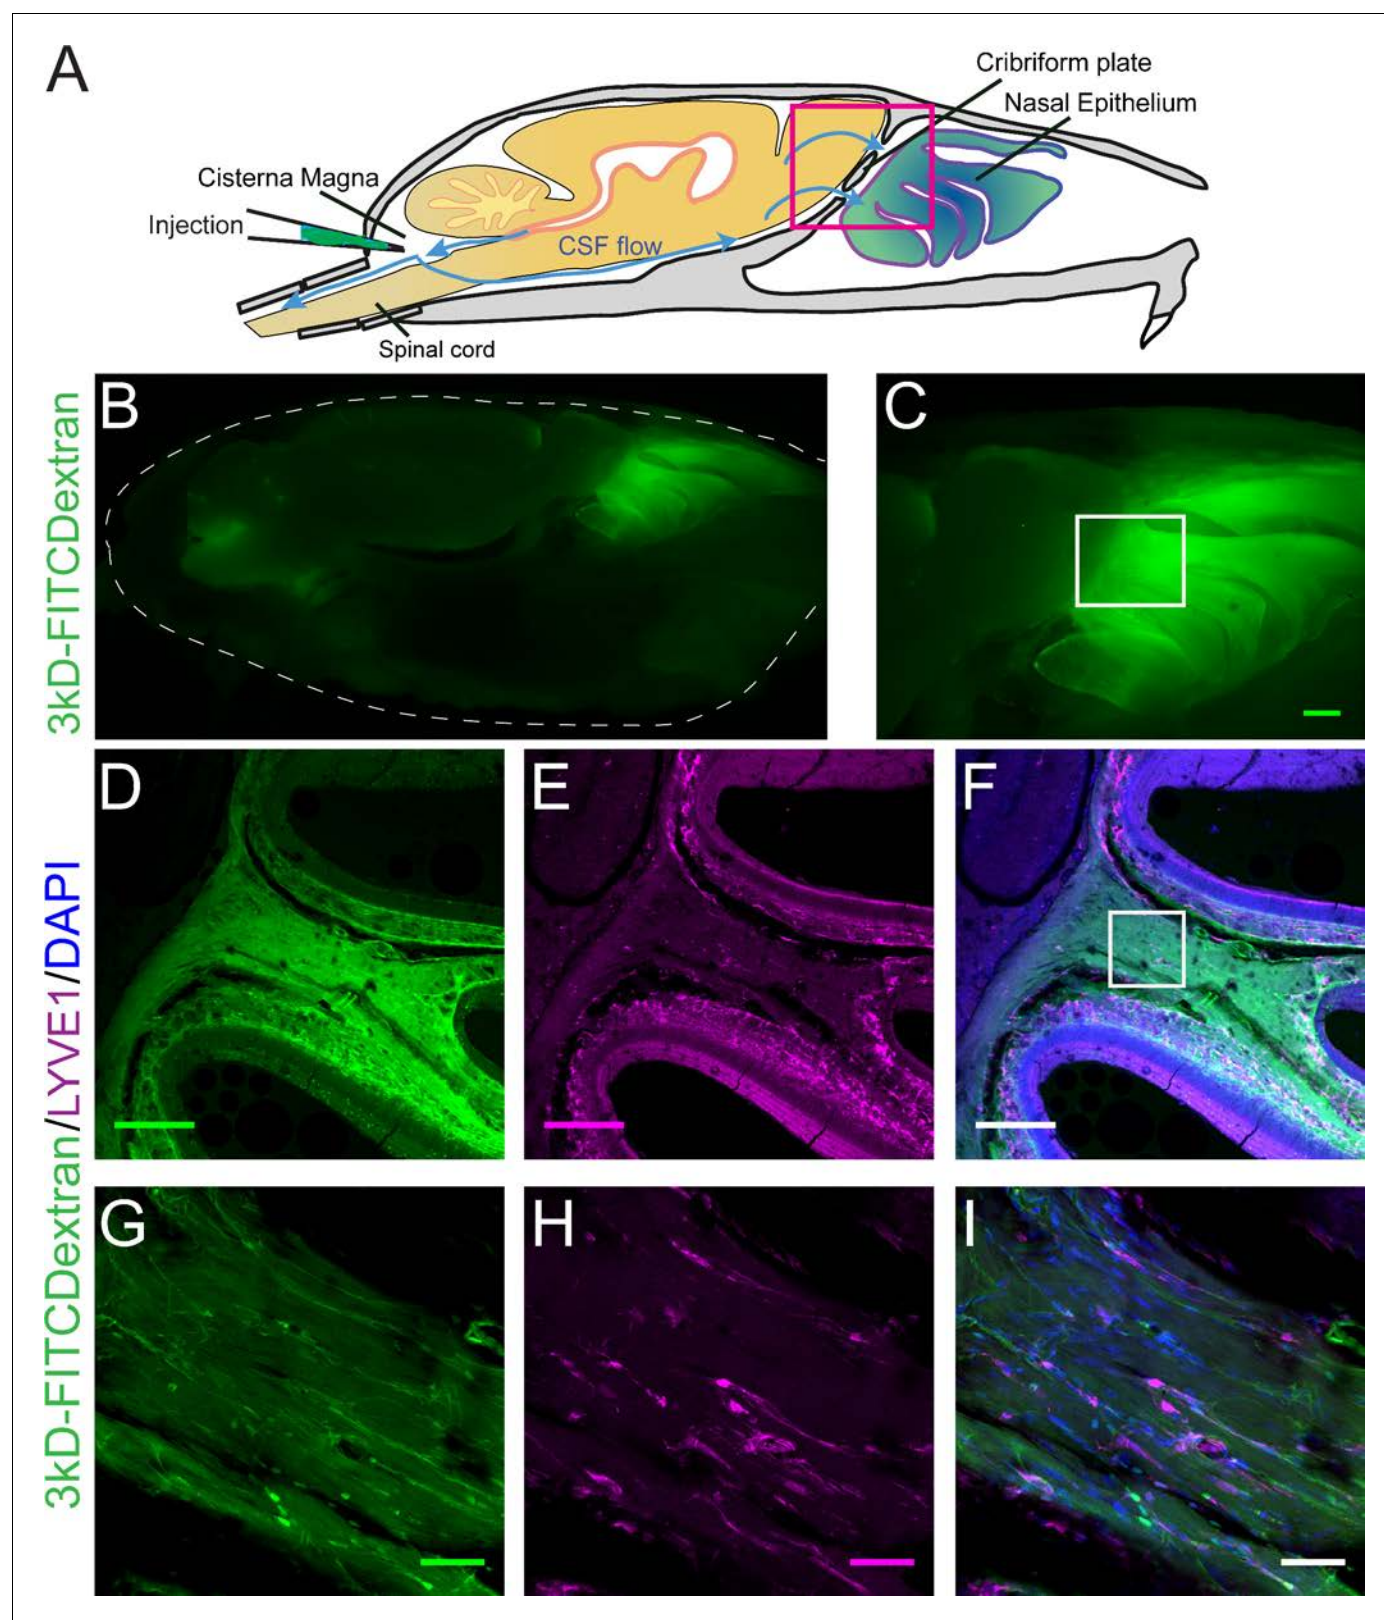 A
Cribriform plate
Nasal Epithelium
Cisterna Magna
Injection
CSF flow
Spinal cord
3kD-FITCDextran
B
C
3kD-FITCDextran/LYVE1/DAPI
D
E
F
G
H
I